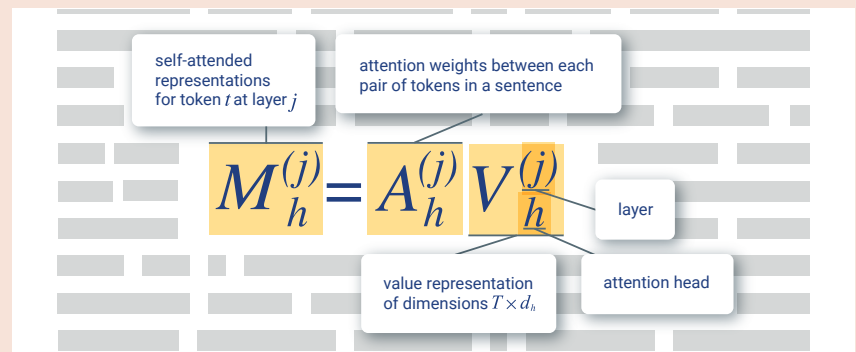 self-attended
representations
for token t at layer j
attention weights between each
pair of tokens in a sentence
M_h^{(j)} = A_h^{(j)} V_h^{(j)}
layer
attention head
value representation
of dimensions T × d_h